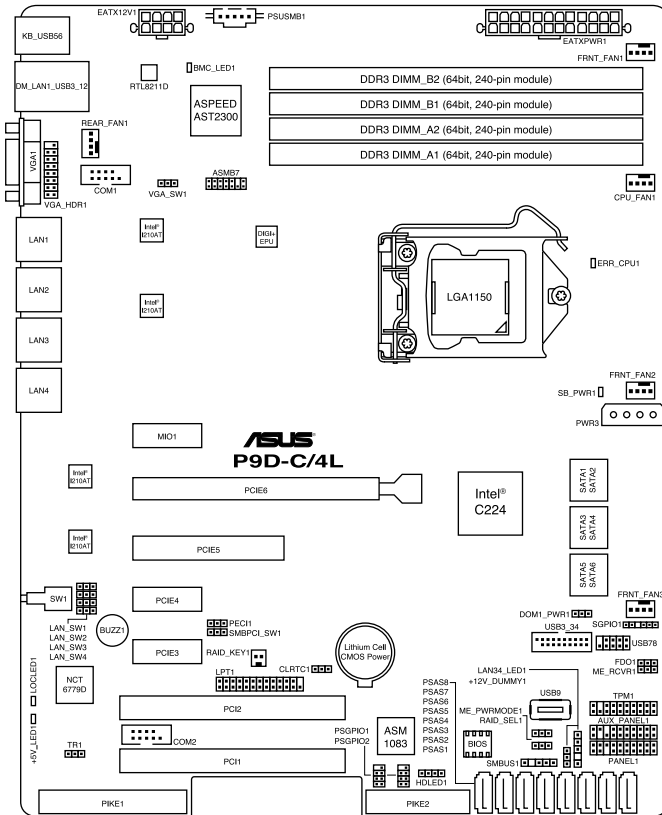 EATX12V1
PSUSMB1
EATXPWR1
KB_USB56
FRNT_FAN1
BMC_LED1
RTL8211D
DM_LAN1_USB3_12
ASPEED
AST2300
DDR3 DIMM_B2 (64bit, 240-pin module)
DDR3 DIMM_B1 (64bit, 240-pin module)
DDR3 DIMM_A2 (64bit, 240-pin module)
DDR3 DIMM_A1 (64bit, 240-pin module)
REAR_FAN1
VGA1
COM1
VGA_SW1
ASMB7
CPU_FAN1
VGA_HDR1
LAN1
Intel®
I210AT
DIGI+
EPU
ERR_CPU1
LAN2
Intel®
I210AT
LGA1150
LAN3
LAN4
FRNT_FAN2
SB_PWR1
PWR3
MIO1
ASUS
P9D-C/4L
Intel®
I210AT
PCIE6
Intel®
C224
SATA1
SATA2
SATA3
SATA4
Intel®
I210AT
PCIE5
SATA5
SATA6
SW1
PCIE4
FRNT_FAN3
DOM1_PWR1
SGPIO1
LAN_SW1
LAN_SW2
LAN_SW3
LAN_SW4
BUZZ1
PECI1
SMBPCI_SW1
USB3_34
USB78
PCIE3
RAID_KEY1
Lithium Cell
CMOS Power
LOCLED1
NCT
6779D
LPT1
CLRTC1
LAN34_LED1
+12V_DUMMY1
FDO1
ME_RCVR1
PSAS8
PSAS7
PSAS6
PSAS5
PSAS4
PSAS3
PSAS2
PSAS1
USB9
TPM1
PCI2
ME_PWRMODE1
RAID_SEL1
AUX_PANEL1
+5V_LED1
TR1
COM2
PSGPIO1
PSGPIO2
ASM
1083
BIOS
PANEL1
PCI1
SMBUS1
HDLED1
PIKE1
PIKE2